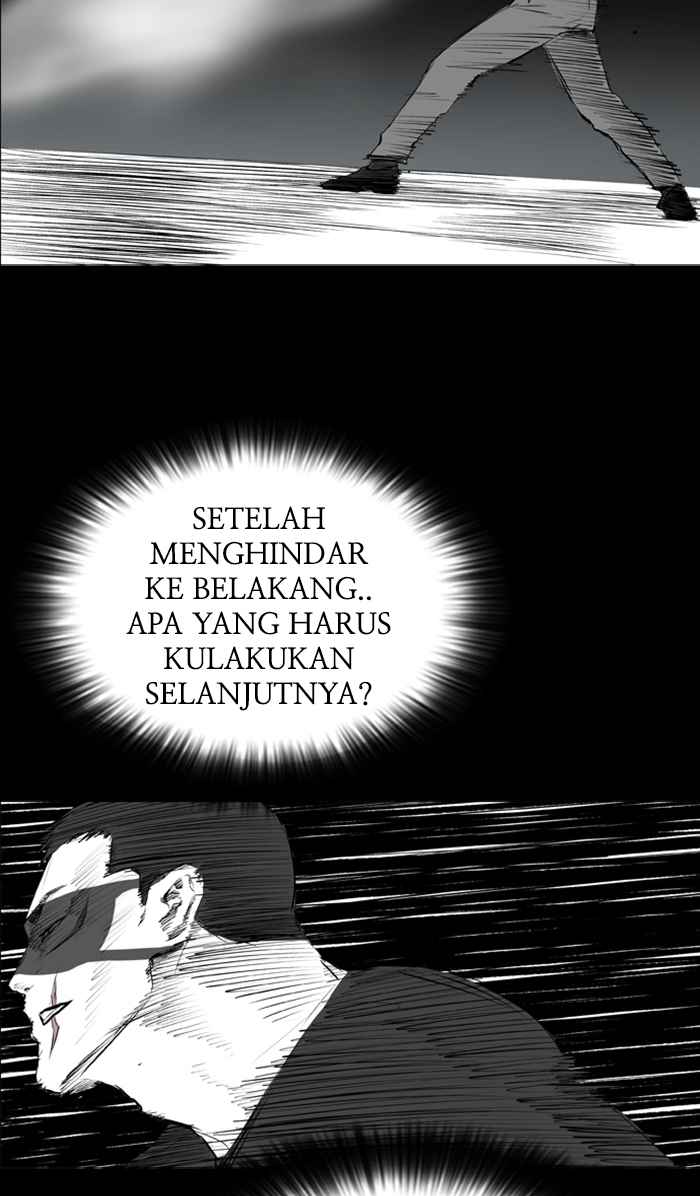 SETELAH
MENGHINDAR
KE BELAKANG..
APA YANG HARUS
KULAKUKAN
SELANJUTNYA?